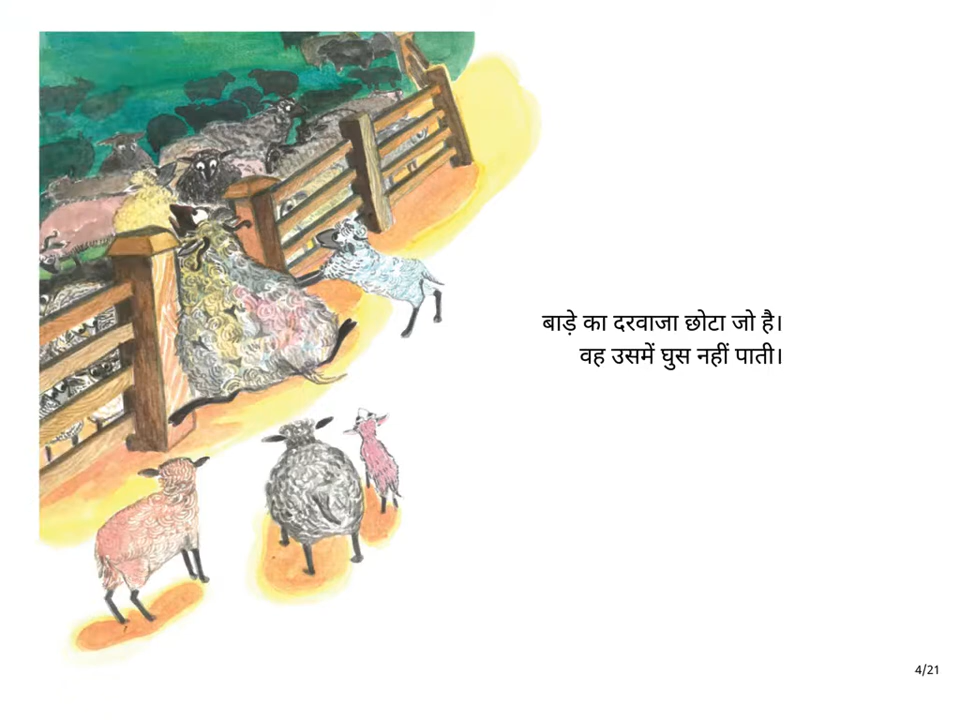 बाड़े का दरवाजा छोटा जो है।
वह उसमें घुस नहीं पाती।
4/21